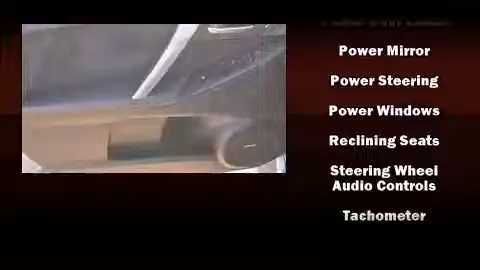 Power Mirror
Power Steering
Power Windows
Reclining Seats
Steering Wheel
Audio Controls
Tachometer